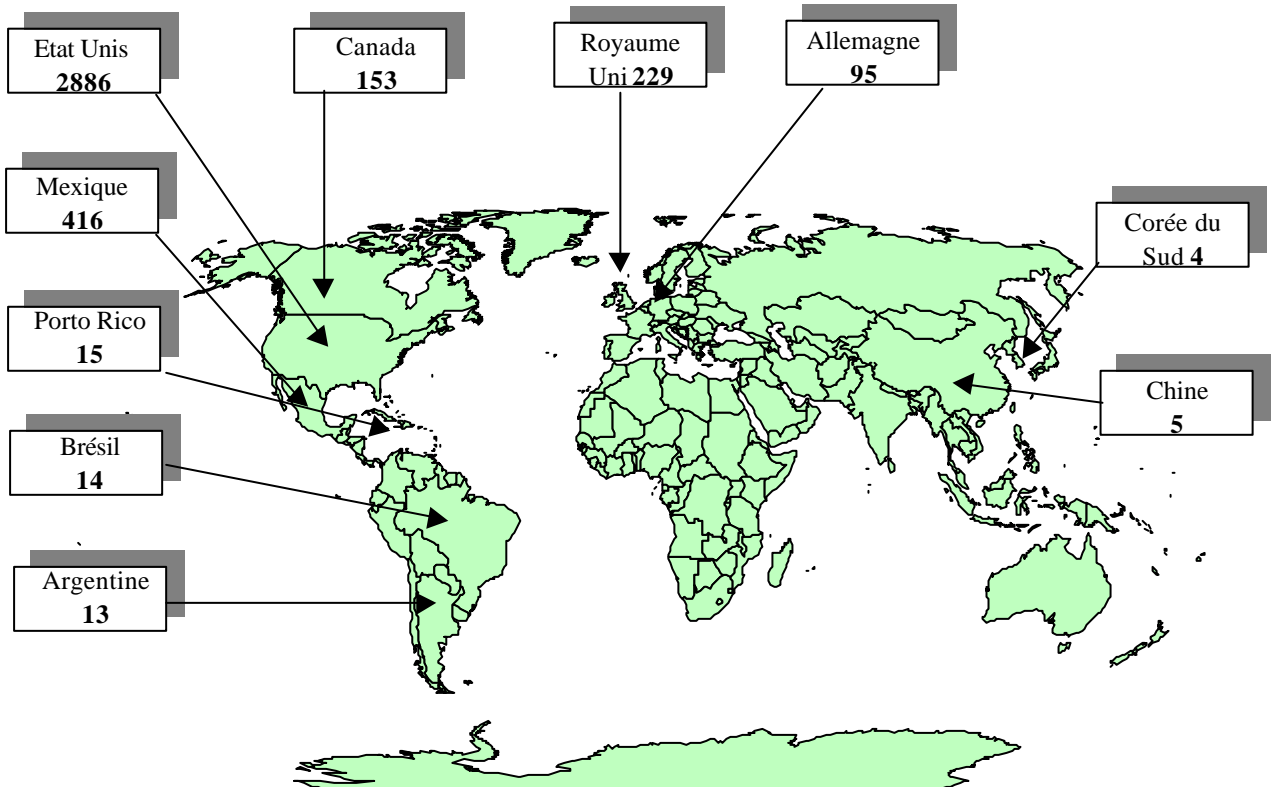 Etat Unis
2886
Canada
153
Royaume
Uni 229
Allemagne
95
Mexique
416
Corée du
Sud 4
Porto Rico
15
Chine
5
Brésil
14
Argentine
13